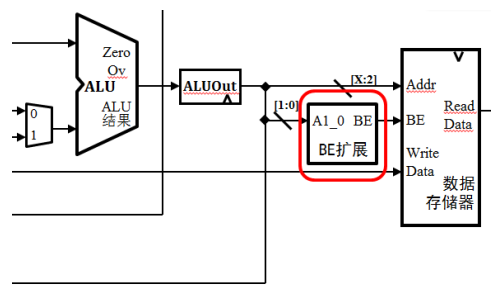 Zero
Ov
ALU
ALU
结果
0
1
ALUOut
[X:2]
[1:0]
A1_0 BE
BE扩展
Addr
Read
Data
BE
Write
Data
数据
存储器